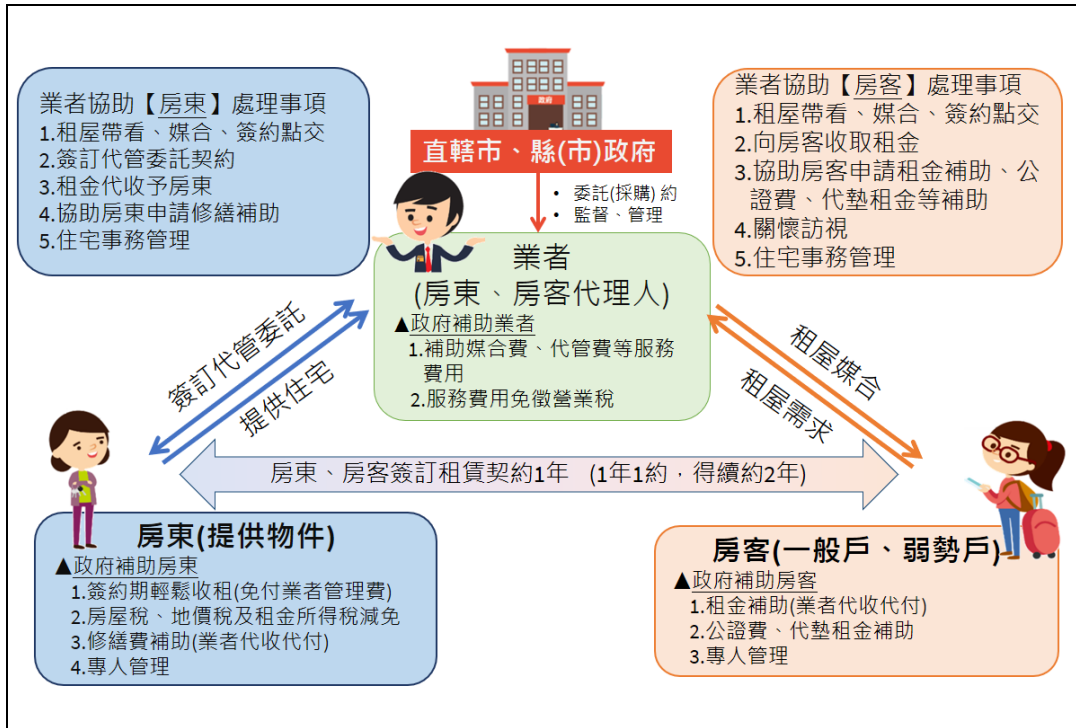 業者協助【房東】處理事項
1.租屋帶看、媒合、簽約點交
2.簽訂代管委託契約
3.租金代收予房東
4.協助房東申請修繕補助
5.住宅事務管理
政府
直轄市、縣(市)政府
• 委託(採購) 約
• 監督、管理
業者協助【房客】處理事項
1.租屋帶看、媒合、簽約點交
2.向房客收取租金
3.協助房客申請租金補助、公
證費、代墊租金等補助
4.關懷訪視
5.住宅事務管理
業者
(房東、房客代理人)
▲政府補助業者
1.補助媒合費、代管費等服務
費用
2.服務費用免徵營業稅
簽訂代管委託
提供住宅
租屋媒合
租屋需求
房東、房客簽訂租賃契約1年 (1年1約，得續約2年)
房東(提供物件)
▲政府補助房東
1.簽約期輕鬆收租(免付業者管理費)
2.房屋稅、地價稅及租金所得稅減免
3.修繕費補助(業者代收代付)
4.專人管理
房客(一般戶、弱勢戶)
▲政府補助房客
1.租金補助(業者代收代付)
2.公證費、代墊租金補助
3.專人管理